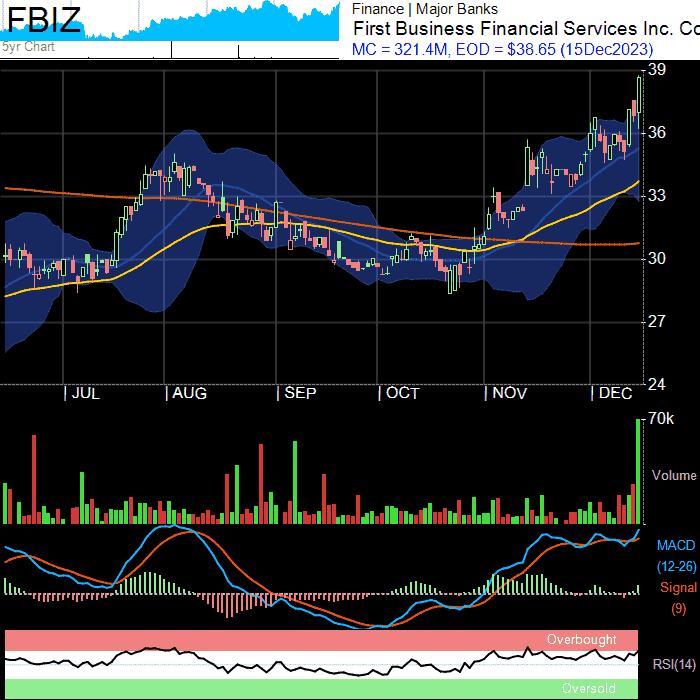 FBIZ
5yr Chart
Finance | Major Banks
First Business Financial Services Inc. Co
MC = 321.4M, EOD = $38.65 (15Dec2023)
39
36
33
30
27
24
| JUL | AUG | SEP | OCT | NOV | DEC
70k
Volume
MACD
(12-26)
Signal
(9)
Overbought
RSI(14)
Oversold